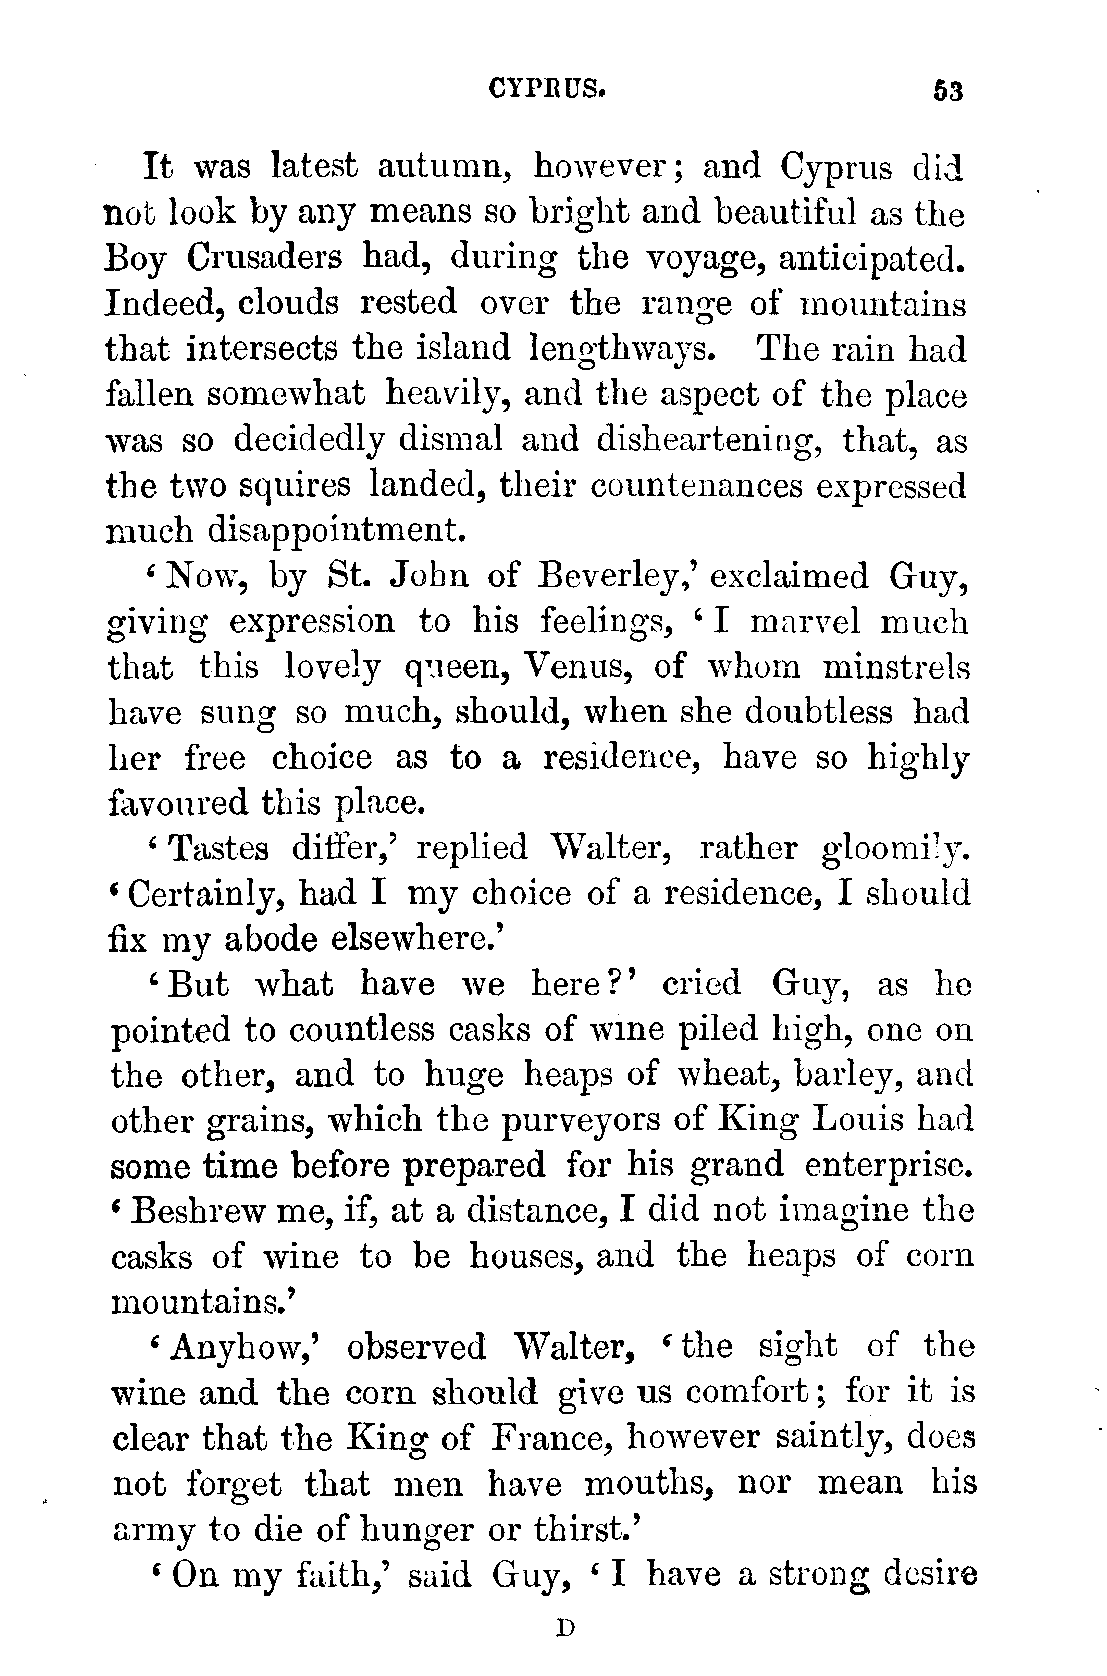 CYPRUS. 53
It was latest autumn, however; and Cyprus did
not look by any means so bright and beautiful as the
Boy Crusaders had, during the voyage, anticipated.
Indeed, clouds rested over the range of mountains
that intersects the island lengthways. The rain had
fallen somewhat heavily, and the aspect of the place
was so decidedly dismal and disheartening, that, as
the two squires landed, their countenances expressed
much disappointment.
‘Now, by St. John of Beverley,’ exclaimed Guy,
giving expression to his feelings, ‘I marvel much
that this lovely queen, Venus, of whom minstrels
have sung so much, should, when she doubtless had
her free choice as to a residence, have so highly
favoured this place.
‘Tastes differ,’ replied Walter, rather gloomily.
‘Certainly, had I my choice of a residence, I should
fix my abode elsewhere.’
‘But what have we here?’ cried Guy, as he
pointed to countless casks of wine piled high, one on
the other, and to huge heaps of wheat, barley, and
other grains, which the purveyors of King Louis had
some time before prepared for his grand enterprise.
‘Beshrew me, if, at a distance, I did not imagine the
casks of wine to be houses, and the heaps of corn
mountains.’
‘Anyhow,’ observed Walter, ‘the sight of the
wine and the corn should give us comfort; for it is
clear that the King of France, however saintly, does
not forget that men have mouths, nor mean his
army to die of hunger or thirst.’
‘On my faith,’ said Guy, ‘I have a strong desire
D